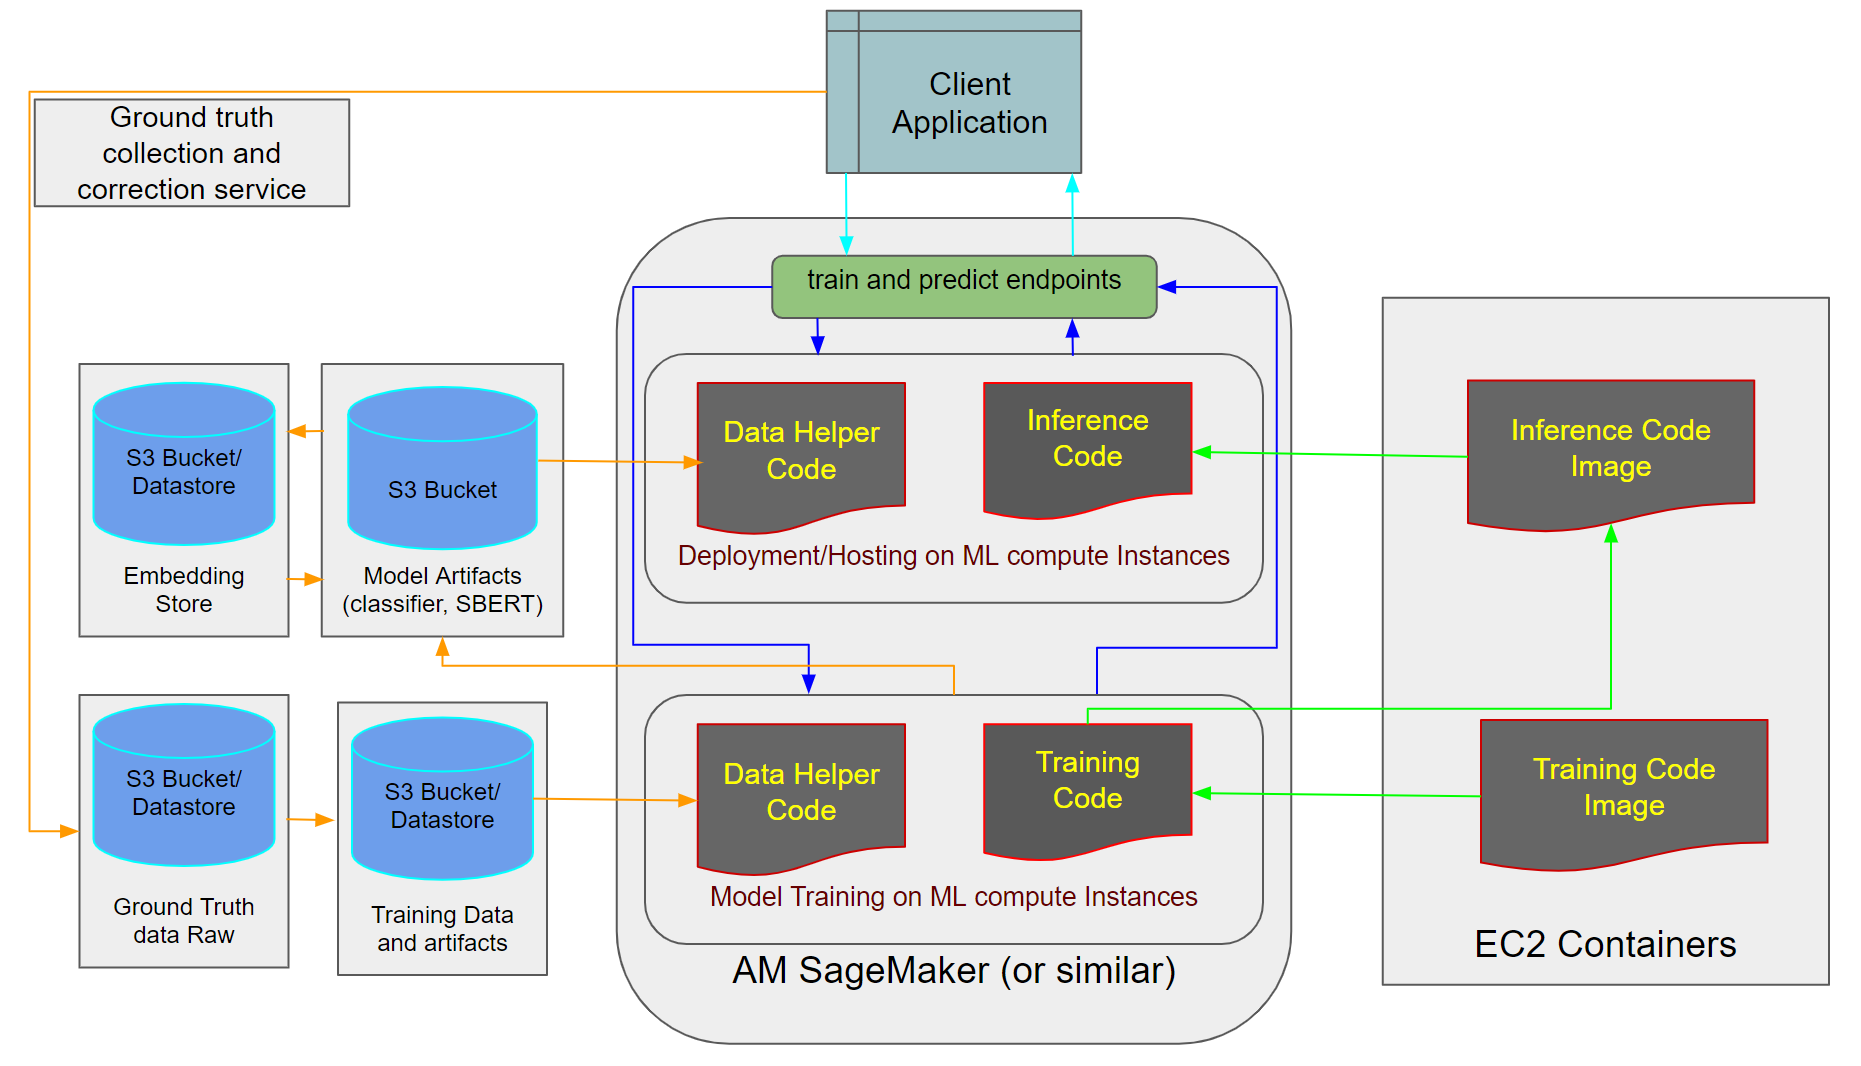 Client
Application
Ground truth
collection and
correction service
train and predict endpoints
S3 Bucket/
Datastore
Embedding
Store
S3 Bucket
Model Artifacts
(classifier, SBERT)
Data Helper
Code
Inference
Code
Deployment/Hosting on ML compute Instances
Inference Code
Image
S3 Bucket/
Datastore
Ground Truth
data Raw
S3 Bucket/
Datastore
Training Data
and artifacts
Data Helper
Code
Training
Code
Model Training on ML compute Instances
AM SageMaker (or similar)
Training Code
Image
EC2 Containers